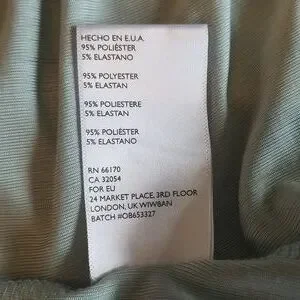 HECHO EN E.U.A.
95% POLIÉSTER
5% ELASTANO
95% POLYESTER
5% ELASTAN
95% POLIESTERE
5% ELASTAN
95% POLIÉSTER
5% ELASTANO
RN 66170
CA 32054
FOR EU
24 MARKET PLACE, 3RD FLOOR
LONDON, UK WIW8AN
BATCH #OB653327